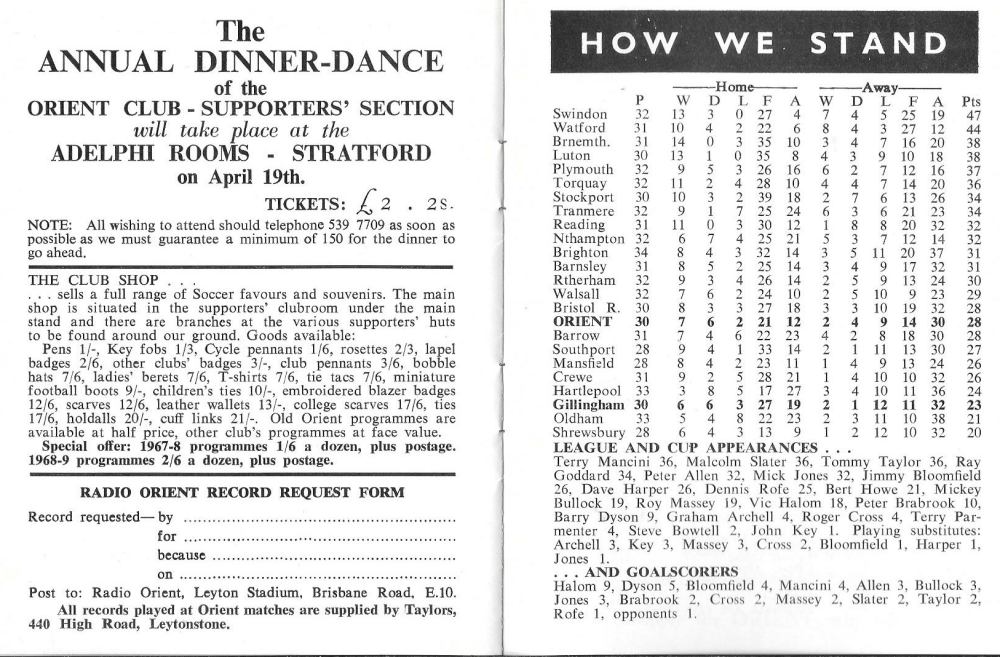 The
ANNUAL DINNER-DANCE
of the
ORIENT CLUB - SUPPORTERS' SECTION
will take place at the
ADELPHI ROOMS - STRATFORD
on April 19th.
TICKETS: £2 . 2s.
NOTE: All wishing to attend should telephone 539 7709 as soon as
possible as we must guarantee a minimum of 150 for the dinner to
go ahead.
THE CLUB SHOP . . .
. . . sells a full range of Soccer favours and souvenirs. The main
shop is situated in the supporters' clubroom under the main
stand and there are branches at the various supporters' huts
to be found around our ground. Goods available:
Pens 1/-, Key fobs 1/3, Cycle pennants 1/6, rosettes 2/3, lapel
badges 2/6, other clubs' badges 3/-, club pennants 3/6, bobble
hats 7/6, ladies' berets 7/6, T-shirts 7/6, tie tacs 7/6, miniature
football boots 9/-, children's ties 10/-, embroidered blazer badges
12/6, scarves 12/6, leather wallets 13/-, college scarves 17/6, ties
17/6, holdalls 20/-, cuff links 21/-. Old Orient programmes are
available at half price, other club's programmes at face value.
Special offer: 1967-8 programmes 1/6 a dozen, plus postage.
1968-9 programmes 2/6 a dozen, plus postage.
RADIO ORIENT RECORD REQUEST FORM
Record requested— by ..................................................
for ..................................................
because ..................................................
on ..................................................
Post to: Radio Orient, Leyton Stadium, Brisbane Road, E.10.
All records played at Orient matches are supplied by Taylors,
440 High Road, Leytonstone.
HOW WE STAND
Home Away
P W D L F A W D L F A Pts
Swindon 32 13 3 0 27 4 7 4 5 25 19 47
Watford 31 10 4 2 22 6 8 4 3 27 12 44
Brnemth. 31 14 0 3 35 10 3 4 7 16 20 38
Luton 30 13 1 0 35 8 4 3 9 10 18 38
Plymouth 32 9 5 3 26 16 6 2 7 12 16 37
Torquay 32 11 2 4 28 10 4 4 7 14 20 36
Stockport 30 10 3 2 39 18 2 7 6 13 26 34
Tranmere 32 9 1 7 25 24 6 3 6 21 23 34
Reading 31 11 0 3 30 12 1 8 8 20 32 32
Nthampton 32 6 7 4 25 21 5 3 7 12 14 32
Brighton 34 8 4 3 32 14 3 5 11 20 37 31
Barnsley 31 8 5 2 25 14 3 4 9 17 32 31
Rtherham 32 9 3 4 26 14 2 5 9 13 24 30
Walsall 32 7 6 2 24 10 2 5 10 9 23 29
Bristol R. 30 8 3 3 27 18 3 3 10 19 32 28
ORIENT 30 7 6 2 21 12 2 4 9 14 30 28
Barrow 31 7 4 6 22 23 4 2 8 18 30 28
Southport 28 9 4 1 33 14 2 1 11 13 30 27
Mansfield 28 8 4 2 23 11 1 4 9 13 24 26
Crewe 31 9 2 5 28 21 1 4 10 10 32 26
Hartlepool 33 3 8 5 17 27 3 4 10 11 36 24
Gillingham 30 6 6 3 27 19 2 1 12 11 32 23
Oldham 33 5 4 8 22 23 2 3 11 10 38 21
Shrewsbury 28 6 4 3 13 9 1 2 12 10 32 20
LEAGUE AND CUP APPEARANCES . . .
Terry Mancini 36, Malcolm Slater 36, Tommy Taylor 36, Ray
Goddard 34, Peter Allen 32, Mick Jones 32, Jimmy Bloomfield
26, Dave Harper 26, Dennis Rofe 25, Bert Howe 21, Mickey
Bullock 19, Roy Massey 19, Vic Halom 18, Peter Brabrook 10,
Barry Dyson 9, Graham Archell 4, Roger Cross 4, Terry Par-
menter 4, Steve Bowtell 2, John Key 1. Playing substitutes:
Archell 3, Key 3, Massey 3, Cross 2, Bloomfield 1, Harper 1,
Jones 1.
. . . AND GOALSCORERS
Halom 9, Dyson 5, Bloomfield 4, Mancini 4, Allen 3, Bullock 3,
Jones 3, Brabrook 2, Cross 2, Massey 2, Slater 2, Taylor 2,
Rofe 1, opponents 1.